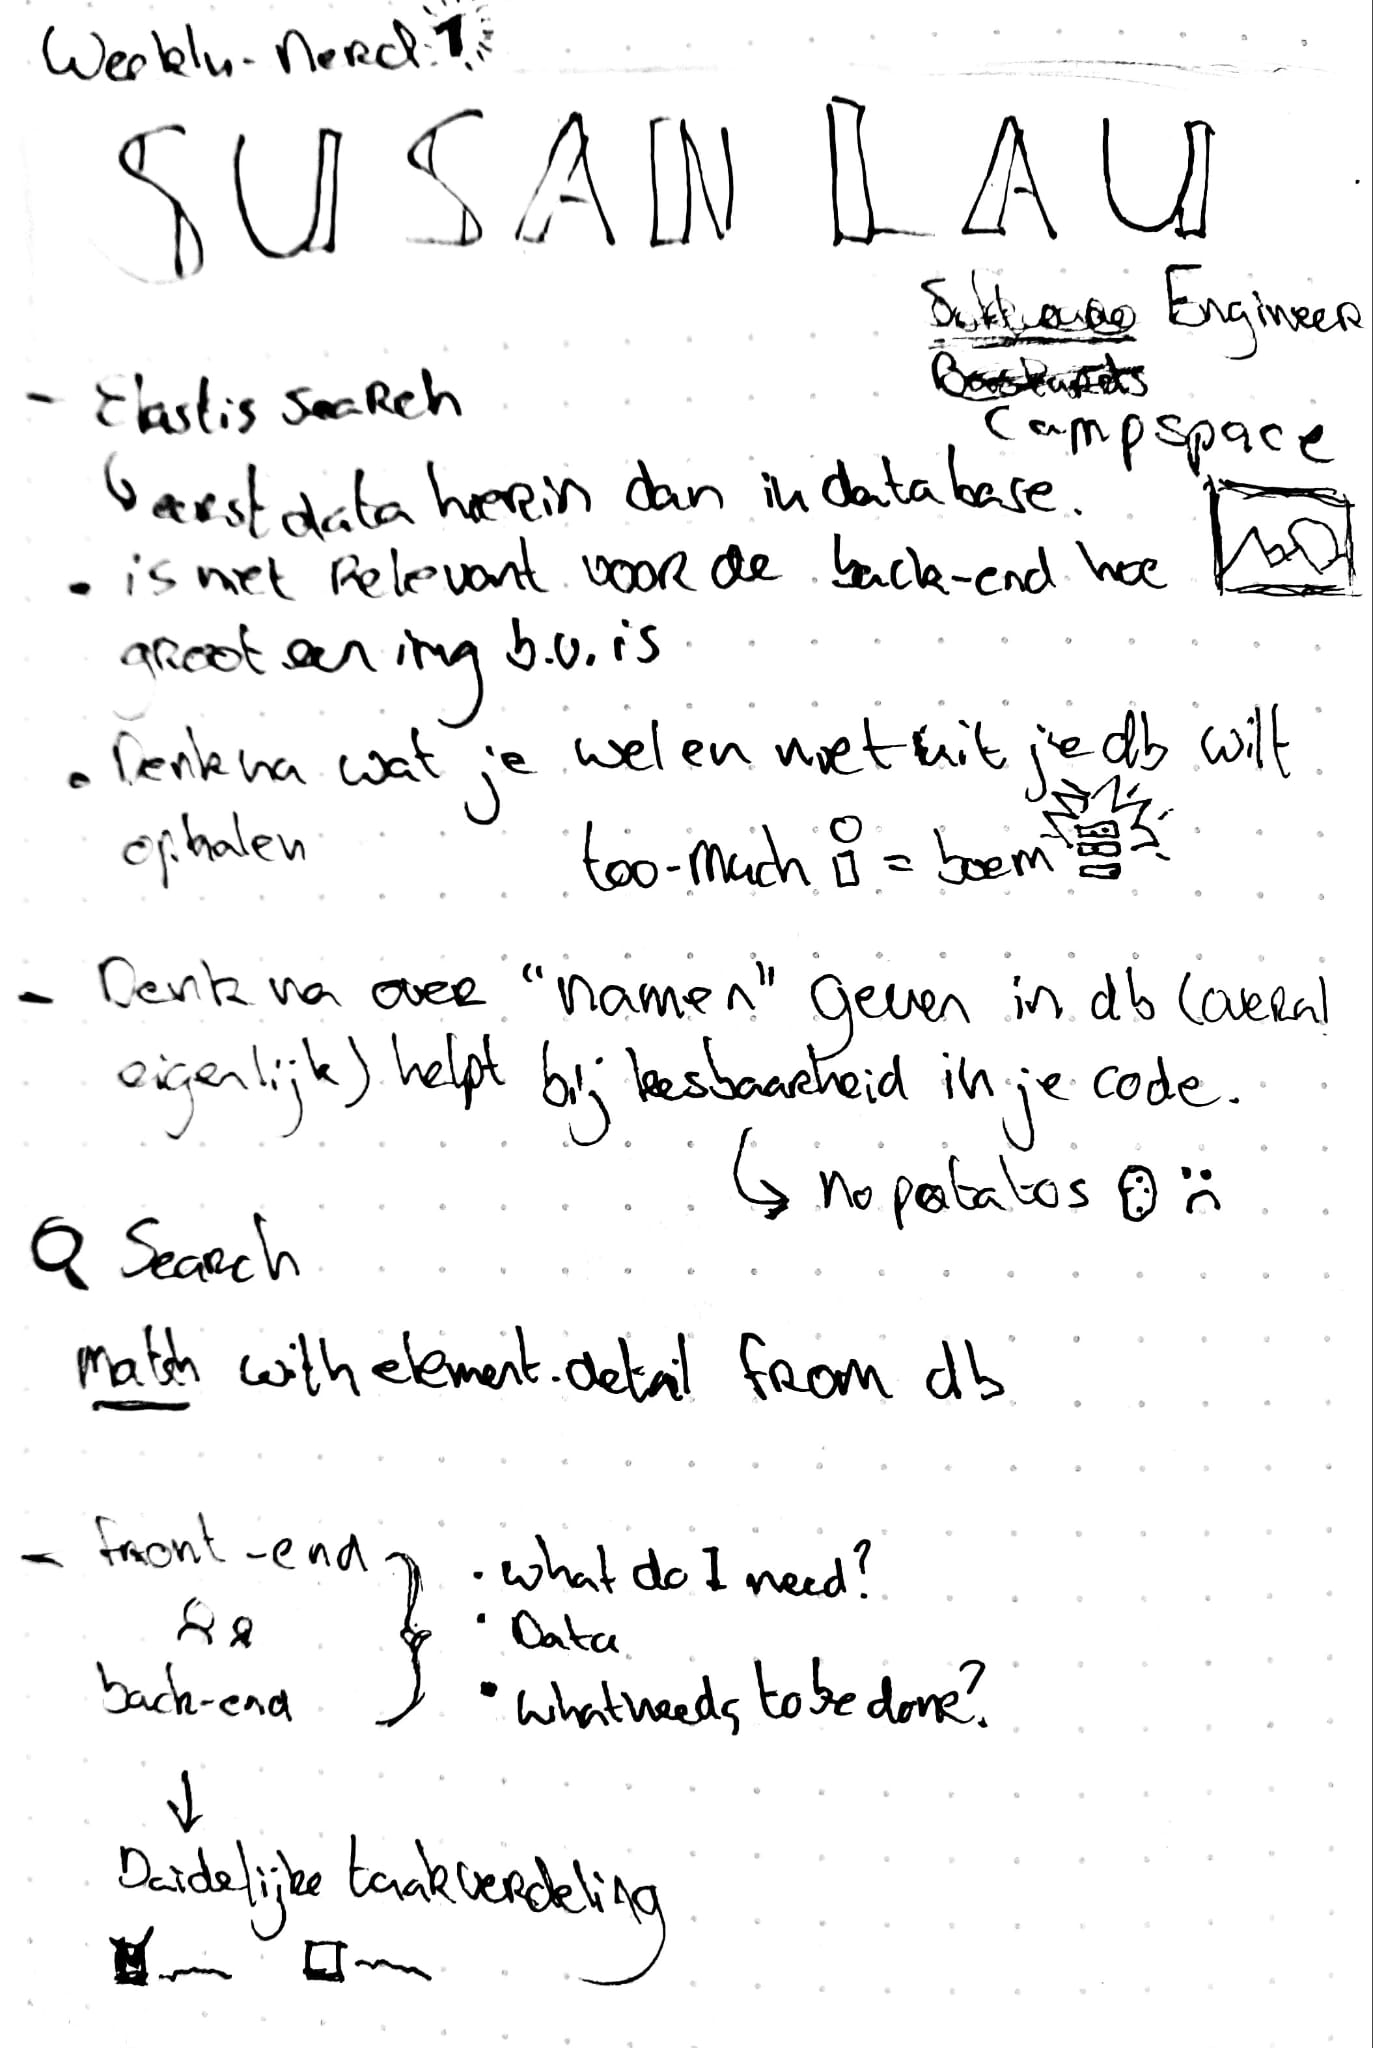 Weekly-Nerd 1
SUSAN LAU
Software Engineer
Campspace
- Elastis search
eerst data hierin dan in database.
• is niet Relevant voor de back-end hoe
groot een img b.v. is
• Denk na wat je wel en niet uit je db wilt
ophalen
too-much i = boem
- Denk na over "namen" geven in db (overal
eigenlijk) helpt bij leesbaarheid in je code.
↳ no potatos
Search
match with element.detail from db
- front-end
back-end
• what do I need?
• Data
• what needs to be done?
↓
Duidelijke taakverdeling